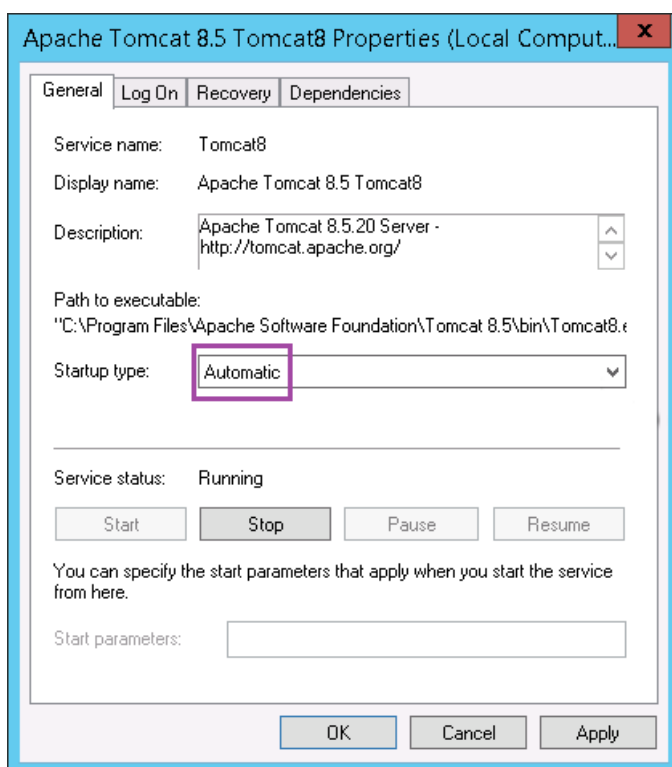 Apache Tomcat 8.5 Tomcat8 Properties (Local Comput... x
General Log On Recovery Dependencies
Service name: Tomcat8
Display name: Apache Tomcat 8.5 Tomcat8
Description: Apache Tomcat 8.5.20 Server -
http://tomcat.apache.org/
Path to executable:
"C:\Program Files\Apache Software Foundation\Tomcat 8.5\bin\Tomcat8.e
Startup type: Automatic
Service status: Running
Start Stop Pause Resume
You can specify the start parameters that apply when you start the service
from here.
Start parameters:
OK Cancel Apply